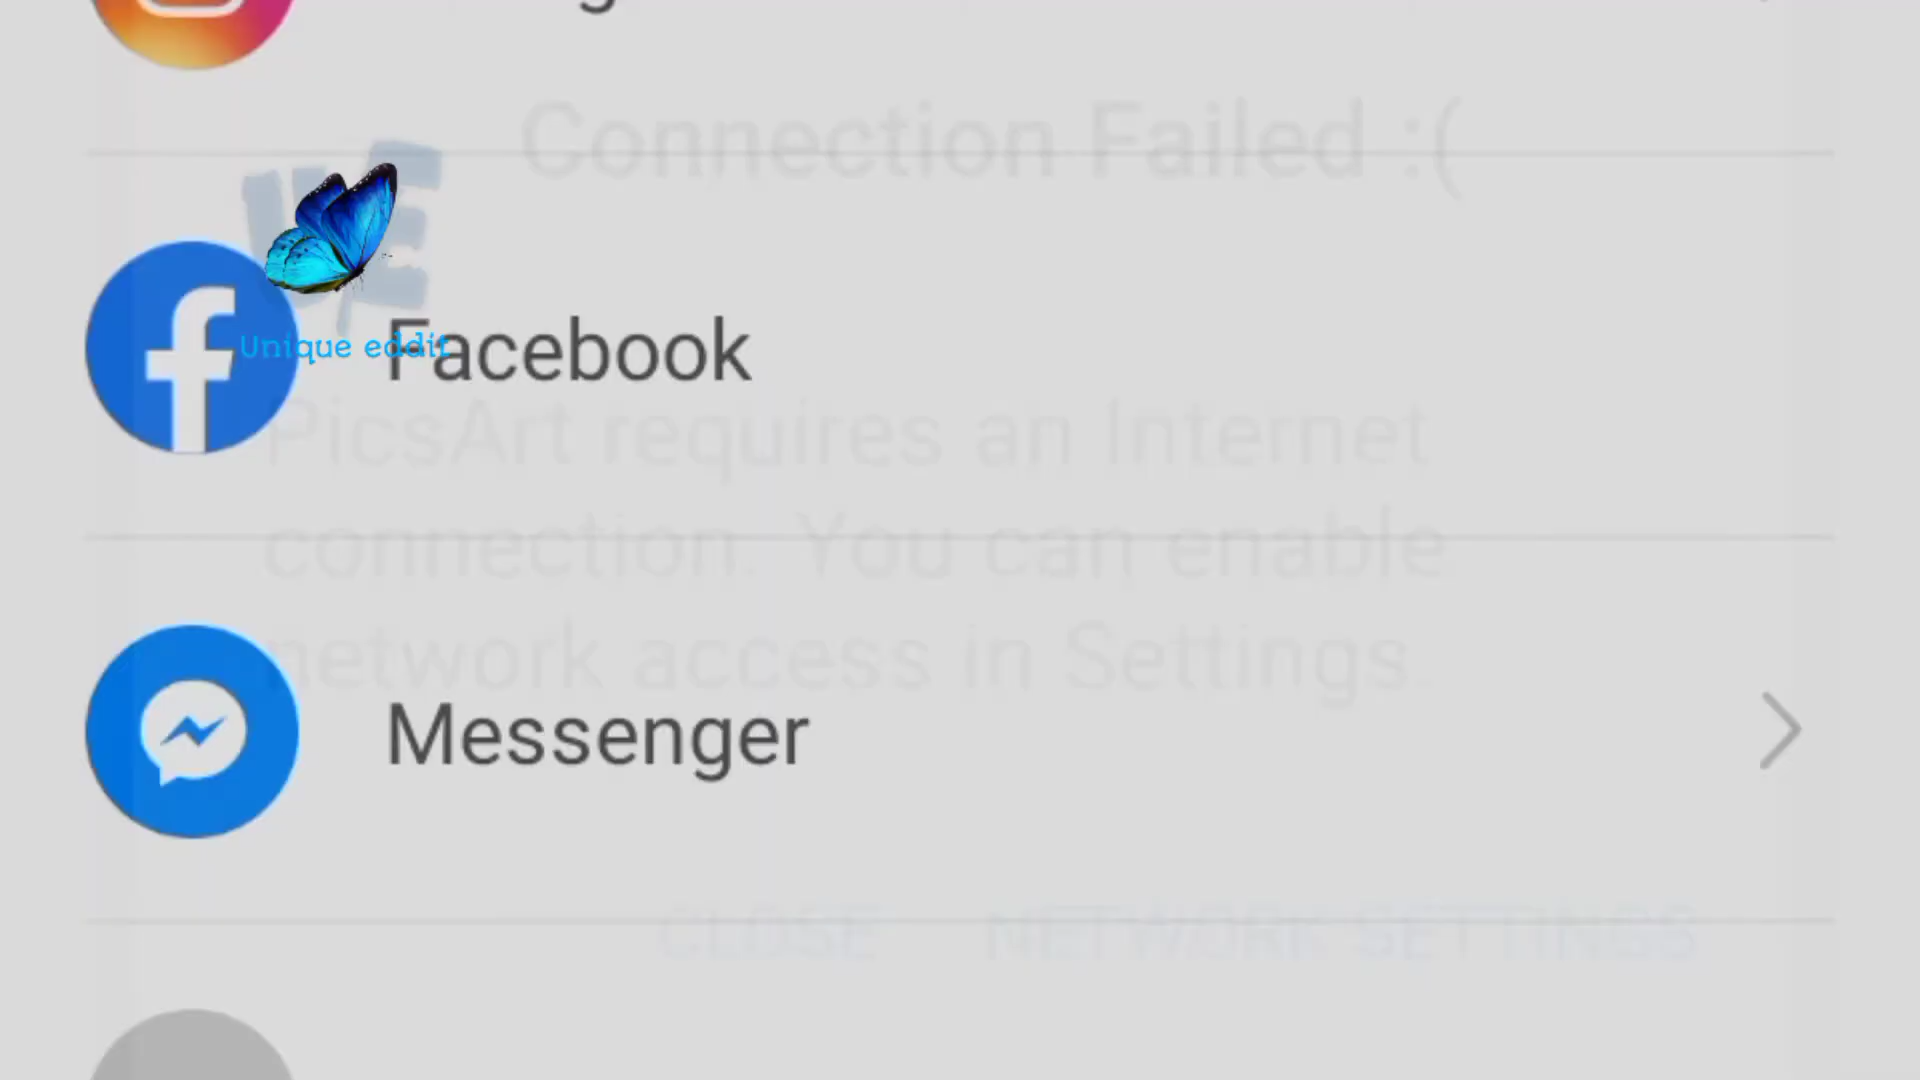 Connection Failed :(
UE
Unique eddit
Facebook
PicsArt requires an Internet
connection. You can enable
network access in Settings.
Messenger
CLOSE NETWORK SETTINGS